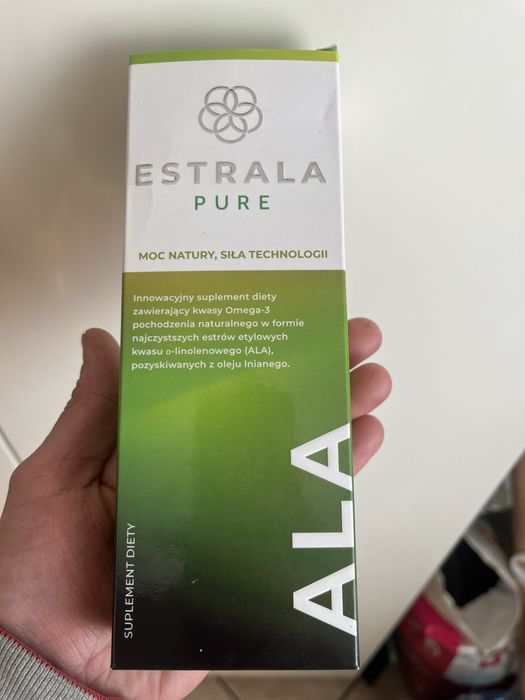 ESTRALA
PURE
MOC NATURY, SIŁA TECHNOLOGII
Innowacyjny suplement diety
zawierający kwasy Omega-3
pochodzenia naturalnego w formie
najczystszych estrów etylowych
kwasu α-linolenowego (ALA),
pozyskiwanych z oleju lnianego.
ALA
SUPLEMENT DIETY